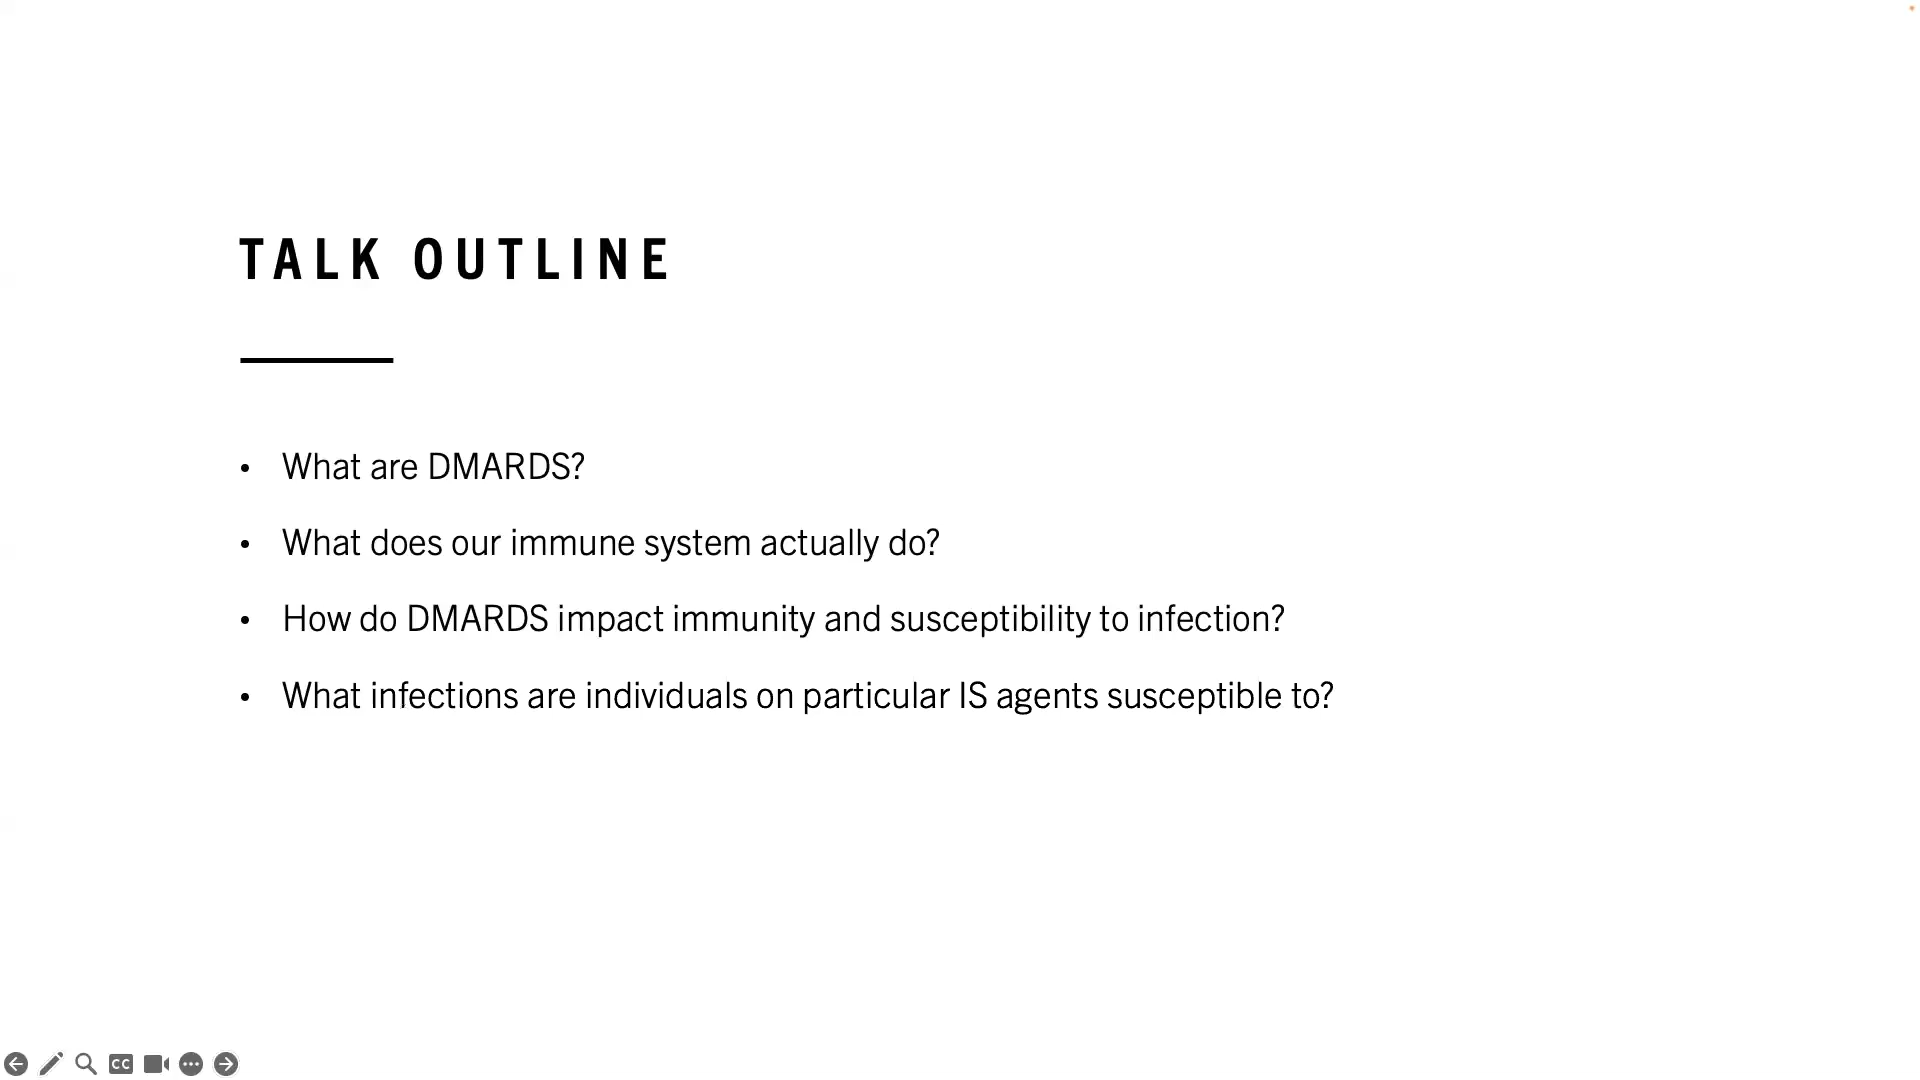 TALK OUTLINE
• What are DMARDS?
• What does our immune system actually do?
• How do DMARDS impact immunity and susceptibility to infection?
• What infections are individuals on particular IS agents susceptible to?
CC